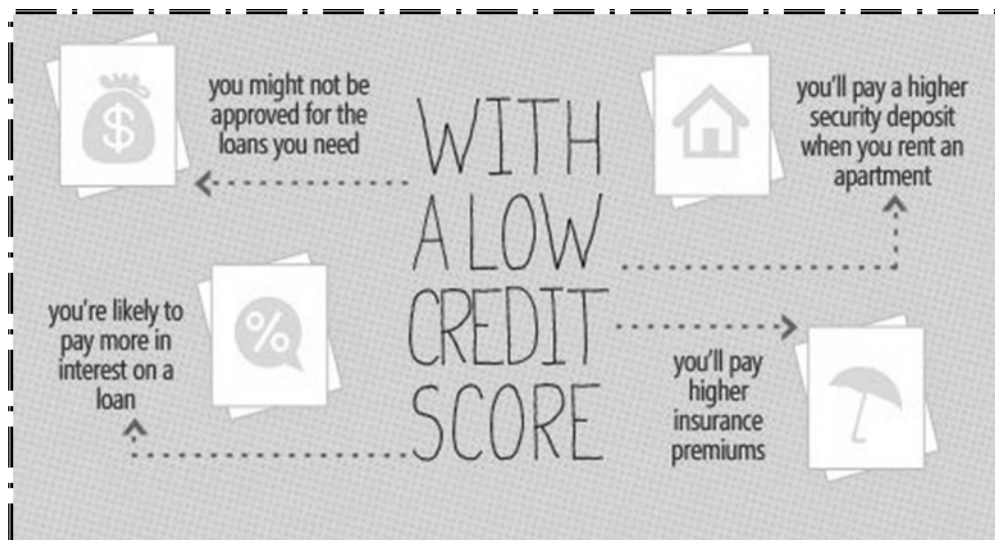 you might not be
approved for the
loans you need
WITH
A LOW
CREDIT
SCORE
you'll pay a higher
security deposit
when you rent an
apartment
you're likely to
pay more in
interest on a
loan
you'll pay
higher
insurance
premiums
$
%